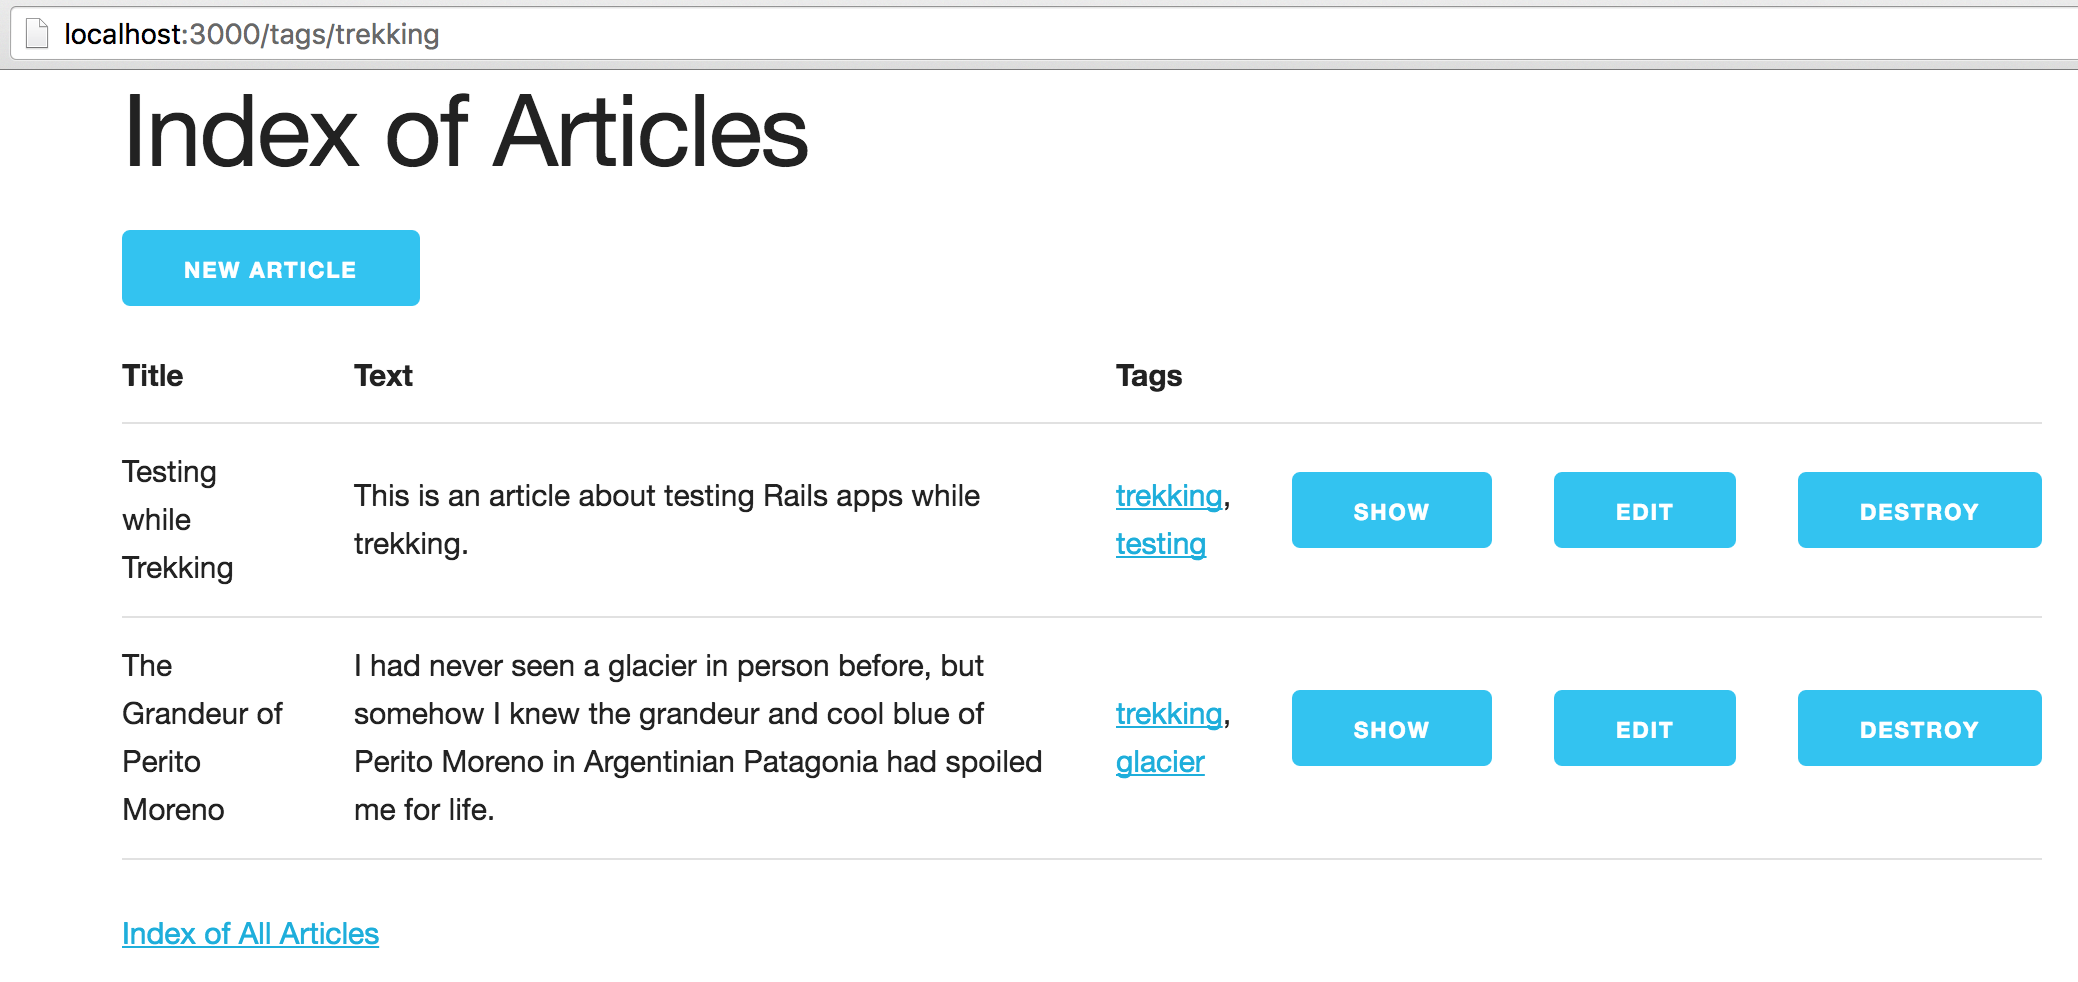 localhost:3000/tags/trekking
Index of Articles
NEW ARTICLE
Title Text Tags
Testing
while
Trekking
This is an article about testing Rails apps while
trekking.
trekking,
testing
SHOW EDIT DESTROY
The
Grandeur of
Perito
Moreno
I had never seen a glacier in person before, but
somehow I knew the grandeur and cool blue of
Perito Moreno in Argentinian Patagonia had spoiled
me for life.
trekking,
glacier
SHOW EDIT DESTROY
Index of All Articles